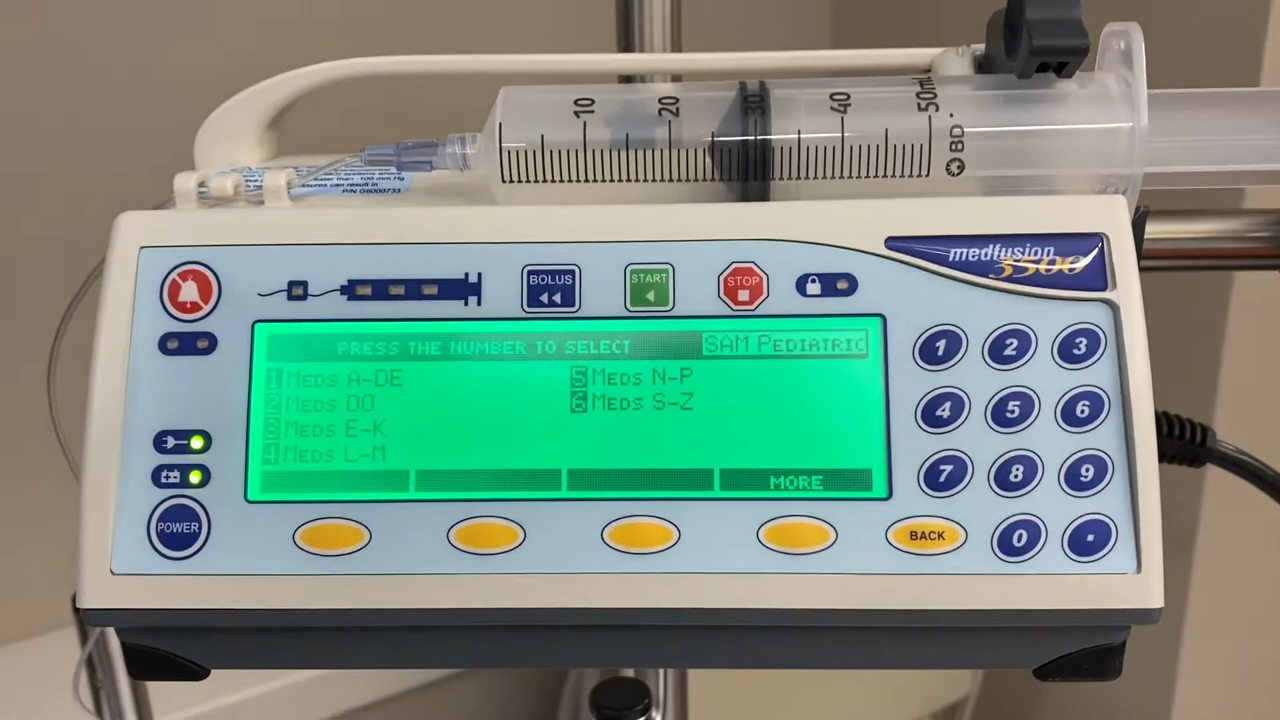 10 20 30 40 50mL
BD
P/N G6000733
medfusion
3500
BOLUS
START
STOP
PRESS THE NUMBER TO SELECT SAM PEDIATRIC
1 MEDS A-DE
2 MEDS DO
3 MEDS E-K
4 MEDS L-M
5 MEDS N-P
6 MEDS S-Z
MORE
POWER
BACK
1 2 3
4 5 6
7 8 9
0 .